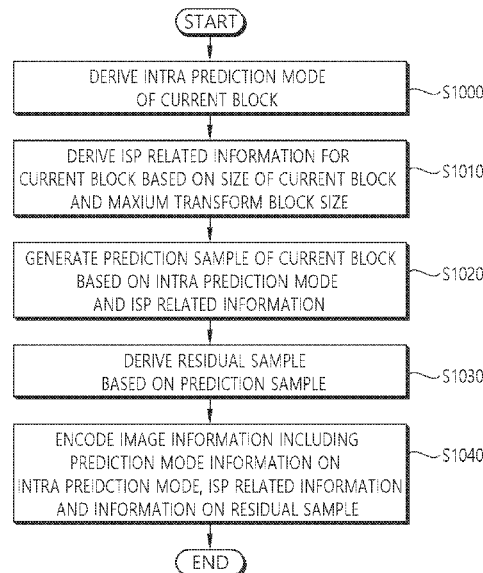 START
DERIVE INTRA PREDICTION MODE
OF CURRENT BLOCK
S1000
DERIVE ISP RELATED INFORMATION FOR
CURRENT BLOCK BASED ON SIZE OF CURRENT BLOCK
AND MAXIUM TRANSFORM BLOCK SIZE
S1010
GENERATE PREDICTION SAMPLE OF CURRENT BLOCK
BASED ON INTRA PREDICTION MODE
AND ISP RELATED INFORMATION
S1020
DERIVE RESIDUAL SAMPLE
BASED ON PREDICTION SAMPLE
S1030
ENCODE IMAGE INFORMATION INCLUDING
PREDICTION MODE INFORMATION ON
INTRA PREIDCTION MODE, ISP RELATED INFORMATION
AND INFORMATION ON RESIDUAL SAMPLE
S1040
END